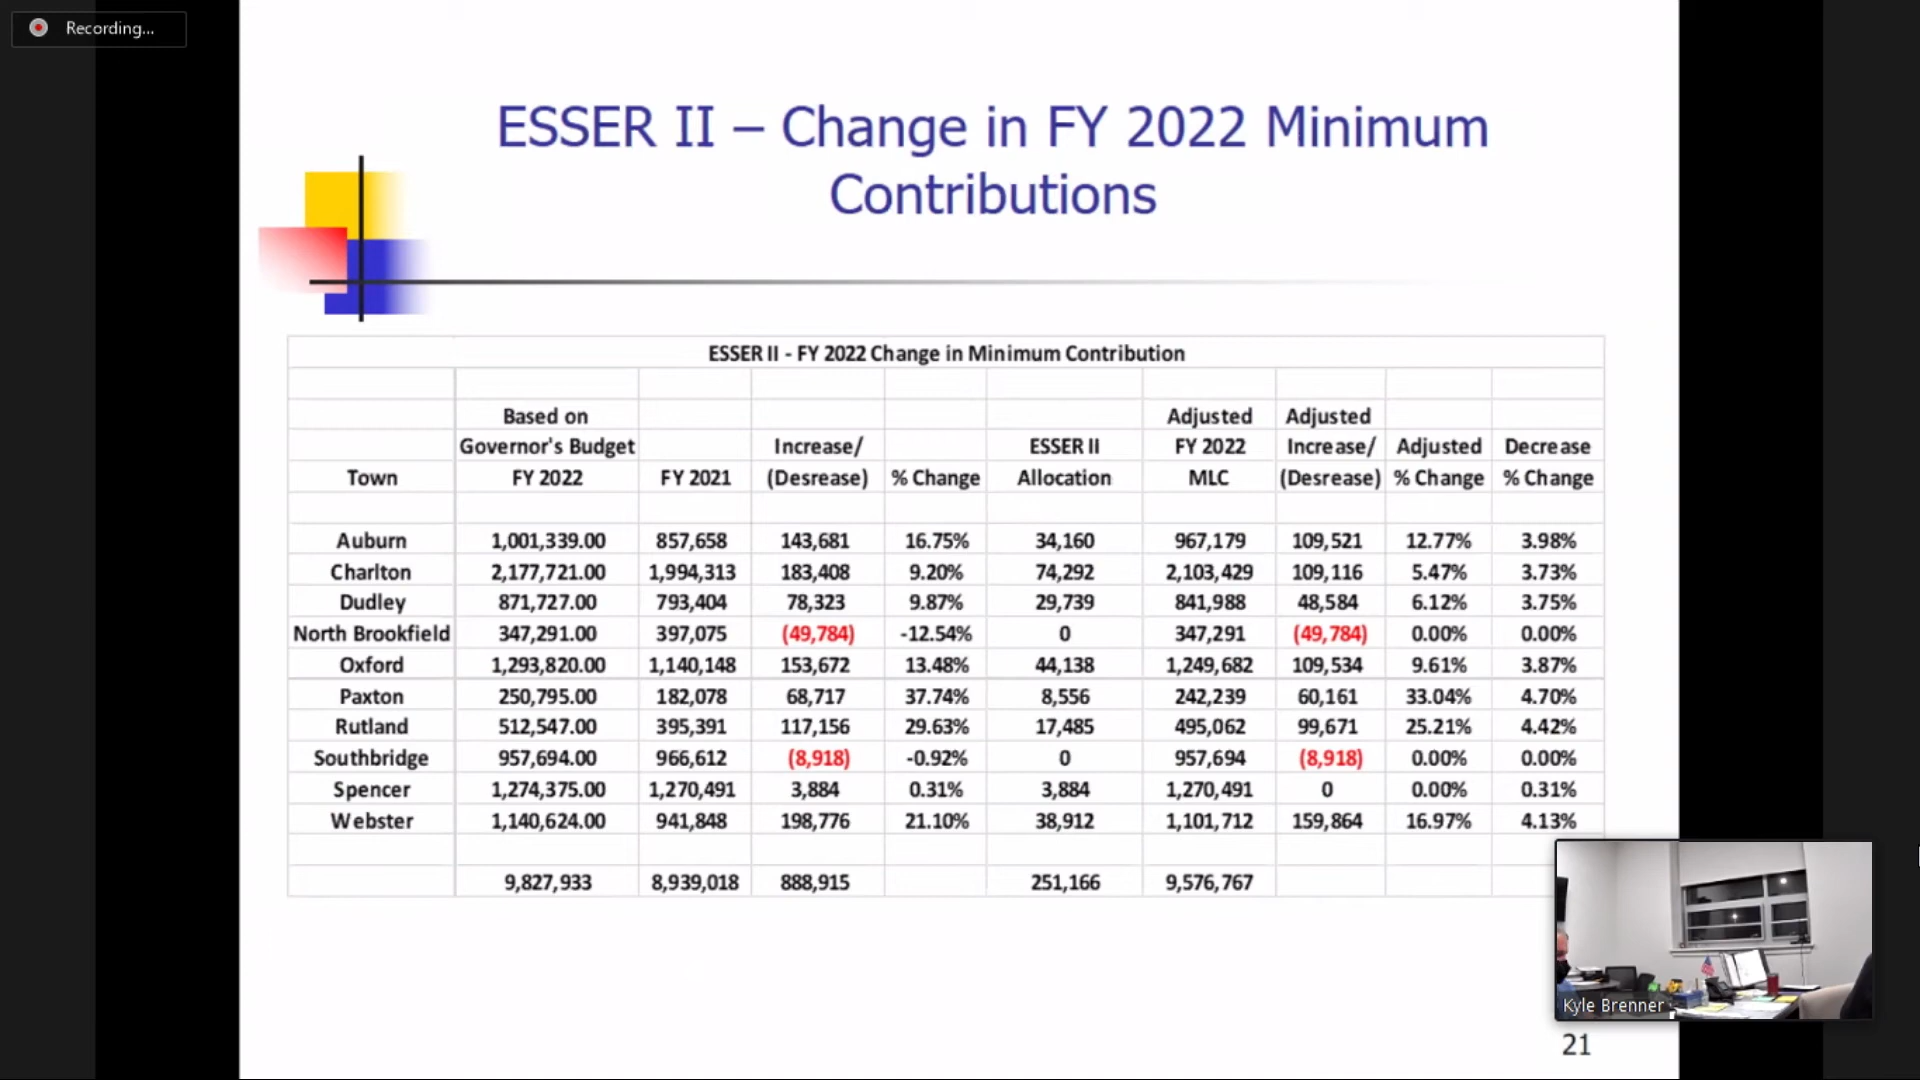 Recording...
ESSER II – Change in FY 2022 Minimum
Contributions
ESSER II - FY 2022 Change in Minimum Contribution
Based on Adjusted Adjusted
Governor's Budget Increase/ ESSER II FY 2022 Increase/ Adjusted Decrease
Town FY 2022 FY 2021 (Desrease) % Change Allocation MLC (Desrease) % Change % Change
Auburn 1,001,339.00 857,658 143,681 16.75% 34,160 967,179 109,521 12.77% 3.98%
Charlton 2,177,721.00 1,994,313 183,408 9.20% 74,292 2,103,429 109,116 5.47% 3.73%
Dudley 871,727.00 793,404 78,323 9.87% 29,739 841,988 48,584 6.12% 3.75%
North Brookfield 347,291.00 397,075 (49,784) -12.54% 0 347,291 (49,784) 0.00% 0.00%
Oxford 1,293,820.00 1,140,148 153,672 13.48% 44,138 1,249,682 109,534 9.61% 3.87%
Paxton 250,795.00 182,078 68,717 37.74% 8,556 242,239 60,161 33.04% 4.70%
Rutland 512,547.00 395,391 117,156 29.63% 17,485 495,062 99,671 25.21% 4.42%
Southbridge 957,694.00 966,612 (8,918) -0.92% 0 957,694 (8,918) 0.00% 0.00%
Spencer 1,274,375.00 1,270,491 3,884 0.31% 3,884 1,270,491 0 0.00% 0.31%
Webster 1,140,624.00 941,848 198,776 21.10% 38,912 1,101,712 159,864 16.97% 4.13%
9,827,933 8,939,018 888,915 251,166 9,576,767
Kyle Brenner
21